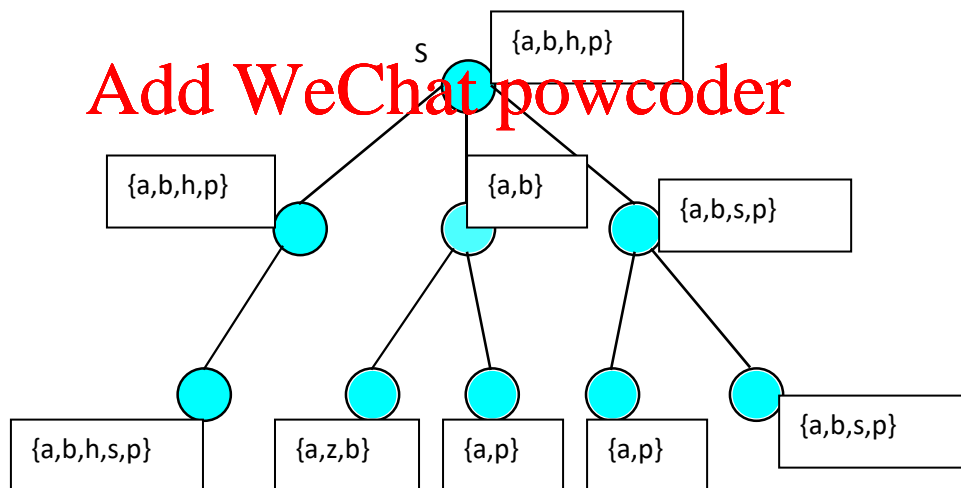 S
{a,b,h,p}
Add WeChat powcoder
{a,b,h,p}
{a,b}
{a,b,s,p}
{a,b,h,s,p}
{a,z,b}
{a,p}
{a,p}
{a,b,s,p}